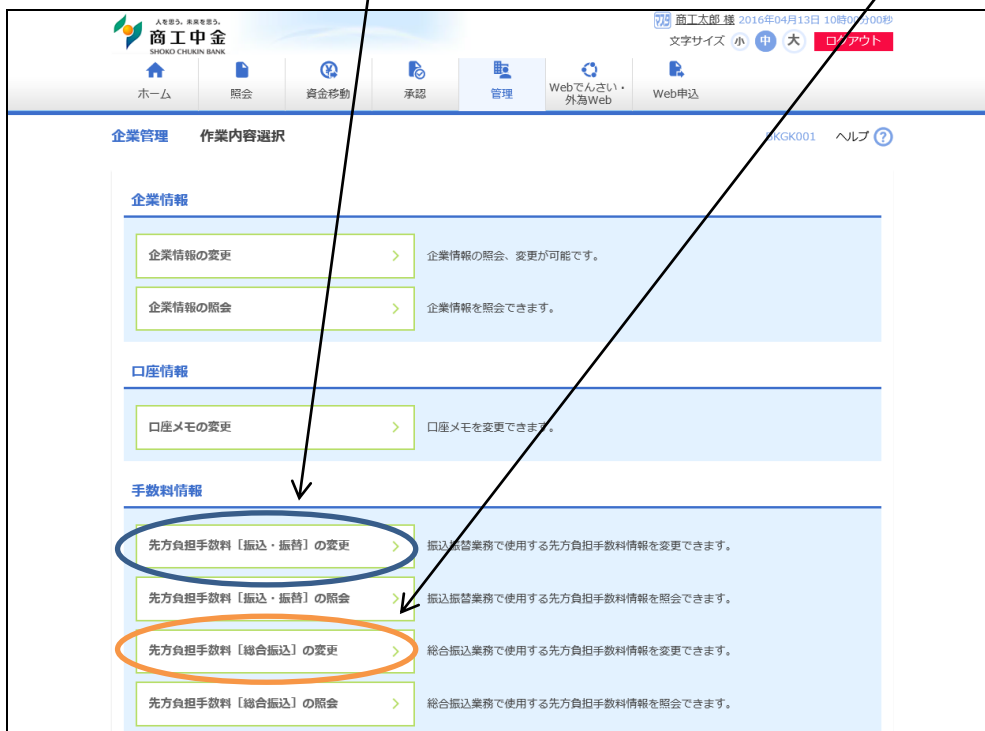 人を思う。未来を思う。
商工中金
SHOKO CHUKIN BANK
商工太郎 様 2016年04月13日 10時00分00秒
文字サイズ 小 中 大 ログアウト
ホーム 照会 資金移動 承認 管理 Webでんさい・外為Web Web申込
企業管理 作業内容選択 BKGK001 ヘルプ ?
企業情報
企業情報の変更 > 企業情報の照会、変更が可能です。
企業情報の照会 > 企業情報を照会できます。
口座情報
口座メモの変更 > 口座メモを変更できます。
手数料情報
先方負担手数料［振込・振替］の変更 > 振込振替業務で使用する先方負担手数料情報を変更できます。
先方負担手数料［振込・振替］の照会 > 振込振替業務で使用する先方負担手数料情報を照会できます。
先方負担手数料［総合振込］の変更 > 総合振込業務で使用する先方負担手数料情報を変更できます。
先方負担手数料［総合振込］の照会 > 総合振込業務で使用する先方負担手数料情報を照会できます。